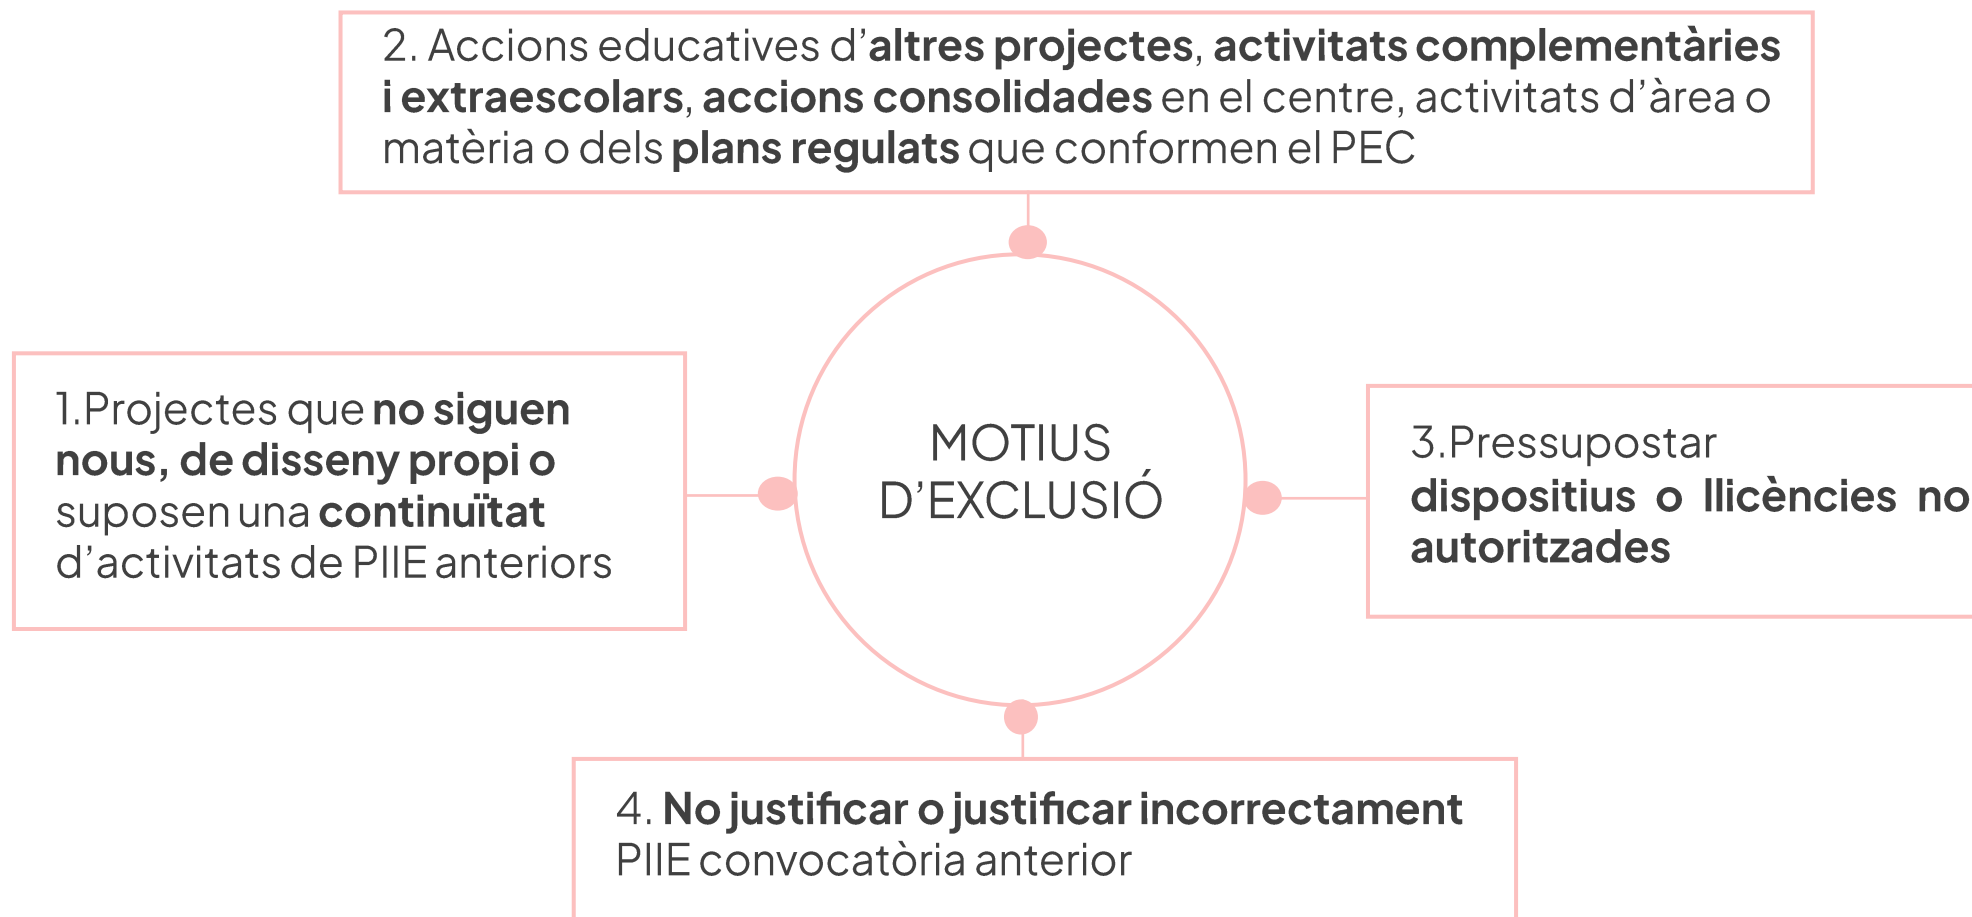 2. Accions educatives d’altres projectes, activitats complementàries
i extraescolars, accions consolidades en el centre, activitats d’àrea o
matèria o dels plans regulats que conformen el PEC
1.Projectes que no siguen
nous, de disseny propi o
suposen una continuïtat
d’activitats de PIIE anteriors
MOTIUS
D’EXCLUSIÓ
3.Pressupostar
dispositius o llicències no
autoritzades
4. No justificar o justificar incorrectament
PIIE convocatòria anterior